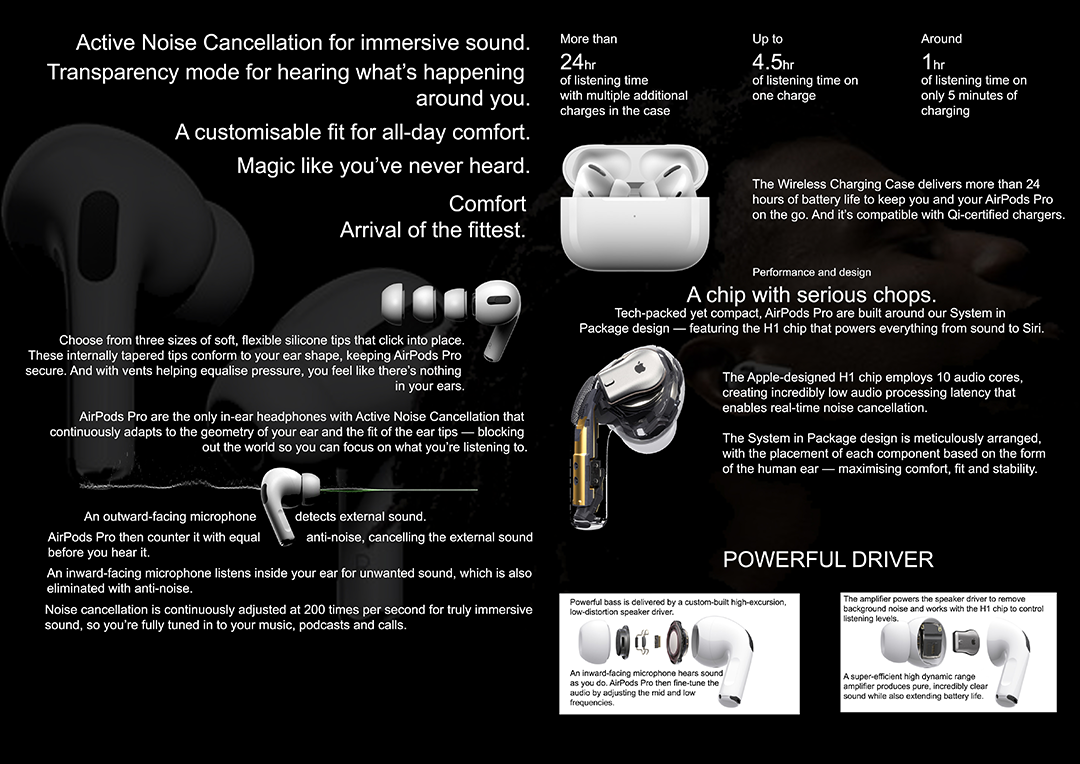 Active Noise Cancellation for immersive sound.
Transparency mode for hearing what's happening
around you.
A customisable fit for all-day comfort.
Magic like you've never heard.
Comfort
Arrival of the fittest.
Choose from three sizes of soft, flexible silicone tips that click into place.
These internally tapered tips conform to your ear shape, keeping AirPods Pro
secure. And with vents helping equalise pressure, you feel like there's nothing
in your ears.
AirPods Pro are the only in-ear headphones with Active Noise Cancellation that
continuously adapts to the geometry of your ear and the fit of the ear tips — blocking
out the world so you can focus on what you're listening to.
An outward-facing microphone detects external sound.
AirPods Pro then counter it with equal anti-noise, cancelling the external sound
before you hear it.
An inward-facing microphone listens inside your ear for unwanted sound, which is also
eliminated with anti-noise.
Noise cancellation is continuously adjusted at 200 times per second for truly immersive
sound, so you're fully tuned in to your music, podcasts and calls.
More than
24hr
of listening time
with multiple additional
charges in the case
Up to
4.5hr
of listening time on
one charge
Around
1hr
of listening time on
only 5 minutes of
charging
The Wireless Charging Case delivers more than 24
hours of battery life to keep you and your AirPods Pro
on the go. And it's compatible with Qi-certified chargers.
Performance and design
A chip with serious chops.
Tech-packed yet compact, AirPods Pro are built around our System in
Package design — featuring the H1 chip that powers everything from sound to Siri.
The Apple-designed H1 chip employs 10 audio cores,
creating incredibly low audio processing latency that
enables real-time noise cancellation.
The System in Package design is meticulously arranged,
with the placement of each component based on the form
of the human ear — maximising comfort, fit and stability.
POWERFUL DRIVER
Powerful bass is delivered by a custom-built high-excursion,
low-distortion speaker driver.
An inward-facing microphone hears sound
as you do. AirPods Pro then fine-tune the
audio by adjusting the mid and low
frequencies.
The amplifier powers the speaker driver to remove
background noise and works with the H1 chip to control
listening levels.
A super-efficient high dynamic range
amplifier produces pure, incredibly clear
sound while also extending battery life.